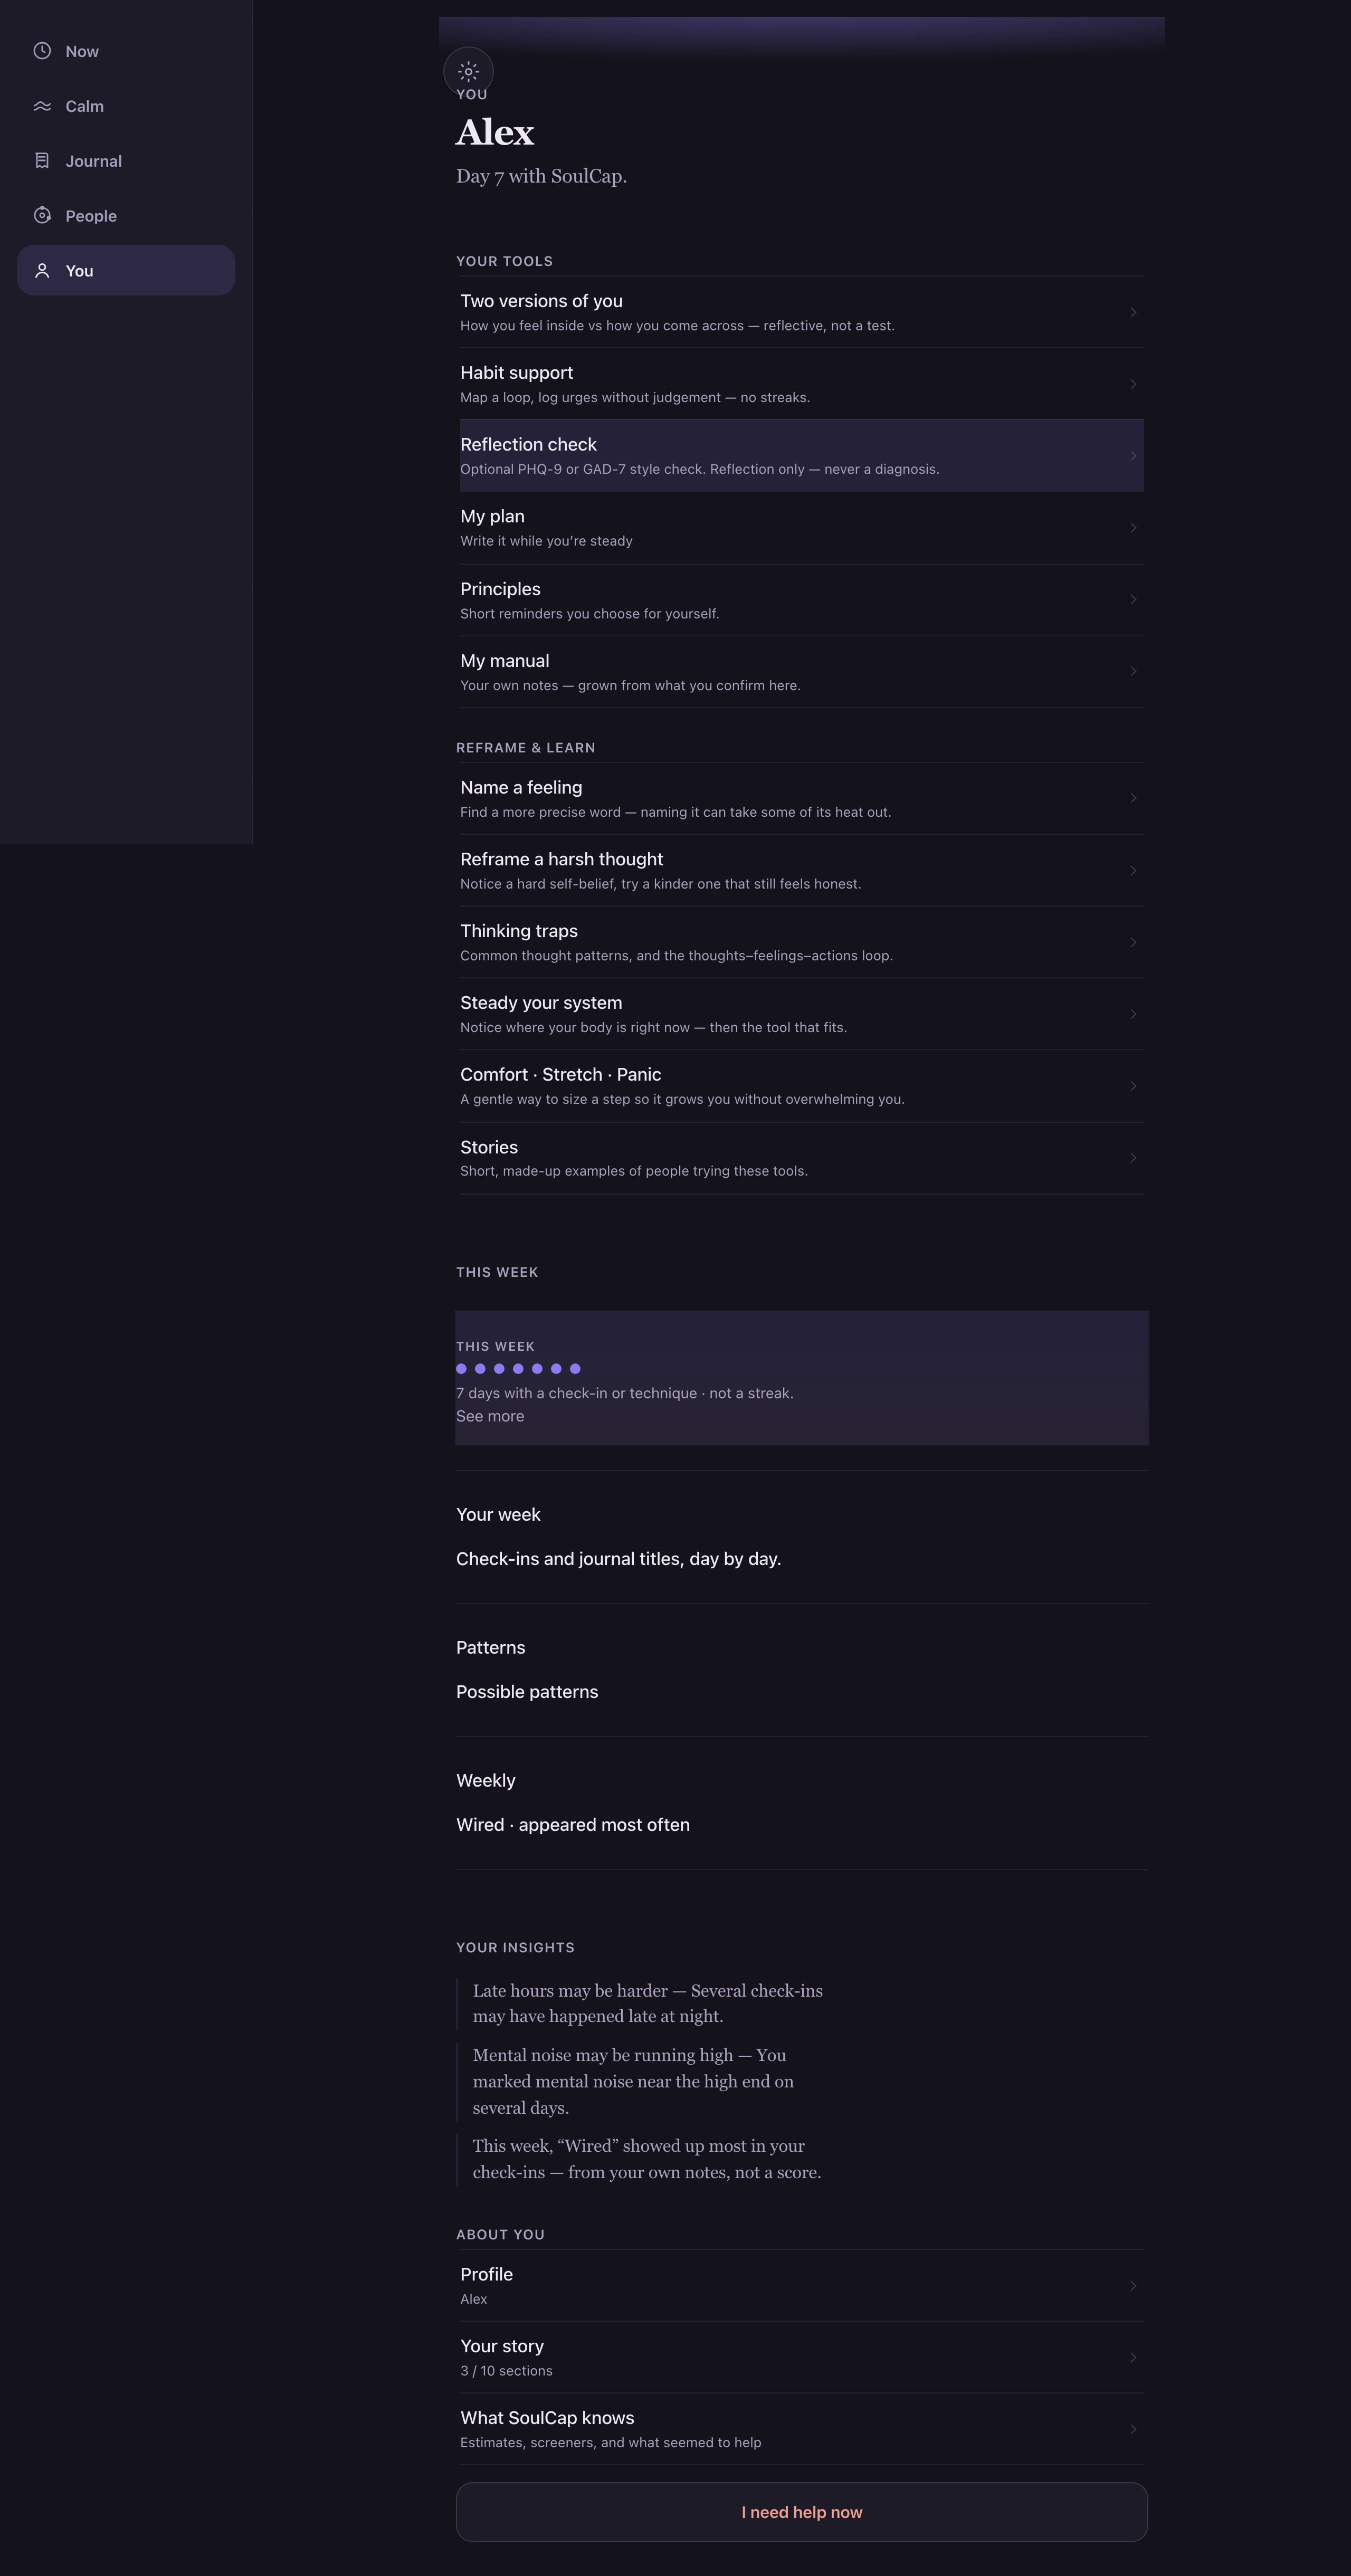 Now
Calm
Journal
People
You
YOU
Alex
Day 7 with SoulCap.
YOUR TOOLS
Two versions of you
How you feel inside vs how you come across — reflective, not a test.
Habit support
Map a loop, log urges without judgement — no streaks.
Reflection check
Optional PHQ-9 or GAD-7 style check. Reflection only — never a diagnosis.
My plan
Write it while you’re steady
Principles
Short reminders you choose for yourself.
My manual
Your own notes — grown from what you confirm here.
REFRAME & LEARN
Name a feeling
Find a more precise word — naming it can take some of its heat out.
Reframe a harsh thought
Notice a hard self-belief, try a kinder one that still feels honest.
Thinking traps
Common thought patterns, and the thoughts–feelings–actions loop.
Steady your system
Notice where your body is right now — then the tool that fits.
Comfort · Stretch · Panic
A gentle way to size a step so it grows you without overwhelming you.
Stories
Short, made-up examples of people trying these tools.
THIS WEEK
THIS WEEK
7 days with a check-in or technique · not a streak.
See more
Your week
Check-ins and journal titles, day by day.
Patterns
Possible patterns
Weekly
Wired · appeared most often
YOUR INSIGHTS
Late hours may be harder — Several check-ins
may have happened late at night.
Mental noise may be running high — You
marked mental noise near the high end on
several days.
This week, “Wired” showed up most in your
check-ins — from your own notes, not a score.
ABOUT YOU
Profile
Alex
Your story
3 / 10 sections
What SoulCap knows
Estimates, screeners, and what seemed to help
I need help now